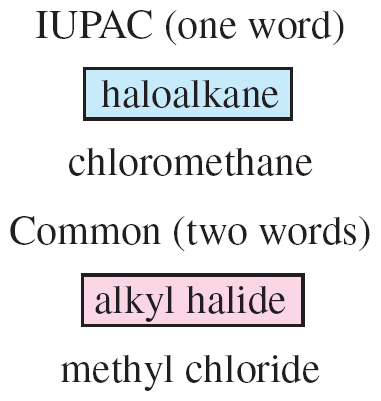 IUPAC (one word)
haloalkane
chloromethane
Common (two words)
alkyl halide
methyl chloride